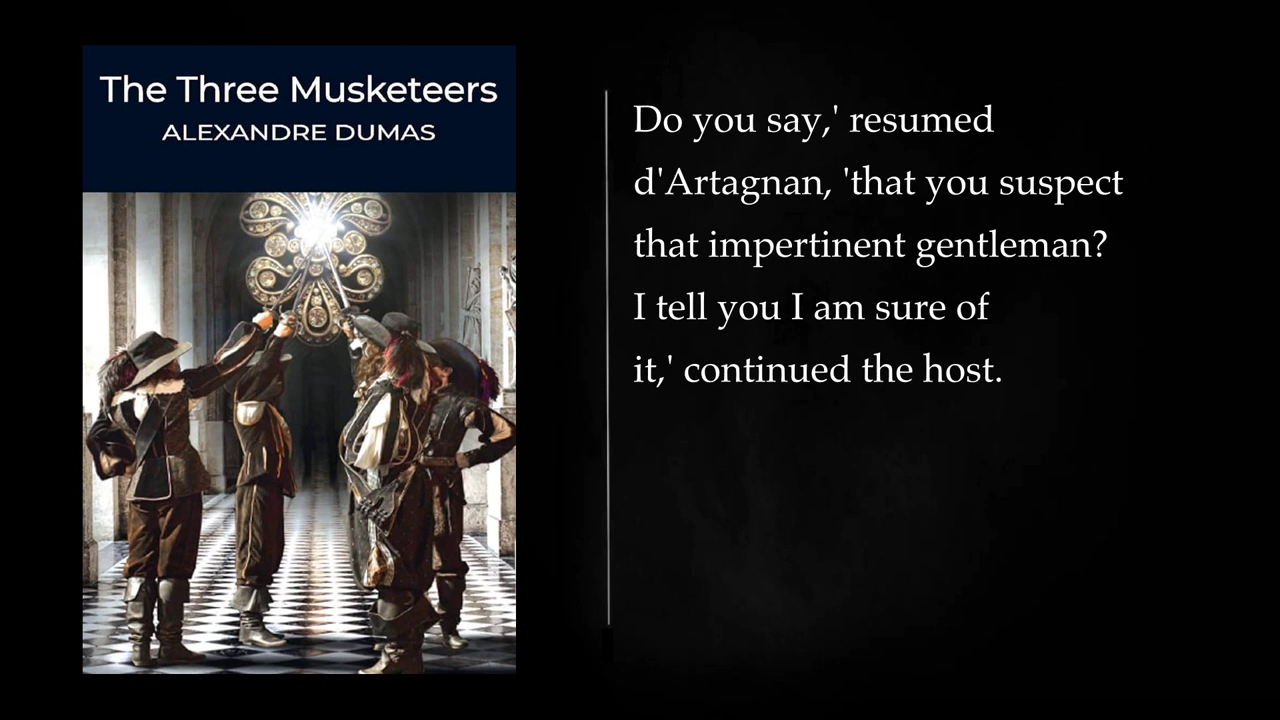 The Three Musketeers
ALEXANDRE DUMAS
Do you say,' resumed
d'Artagnan, 'that you suspect
that impertinent gentleman?
I tell you I am sure of
it,' continued the host.